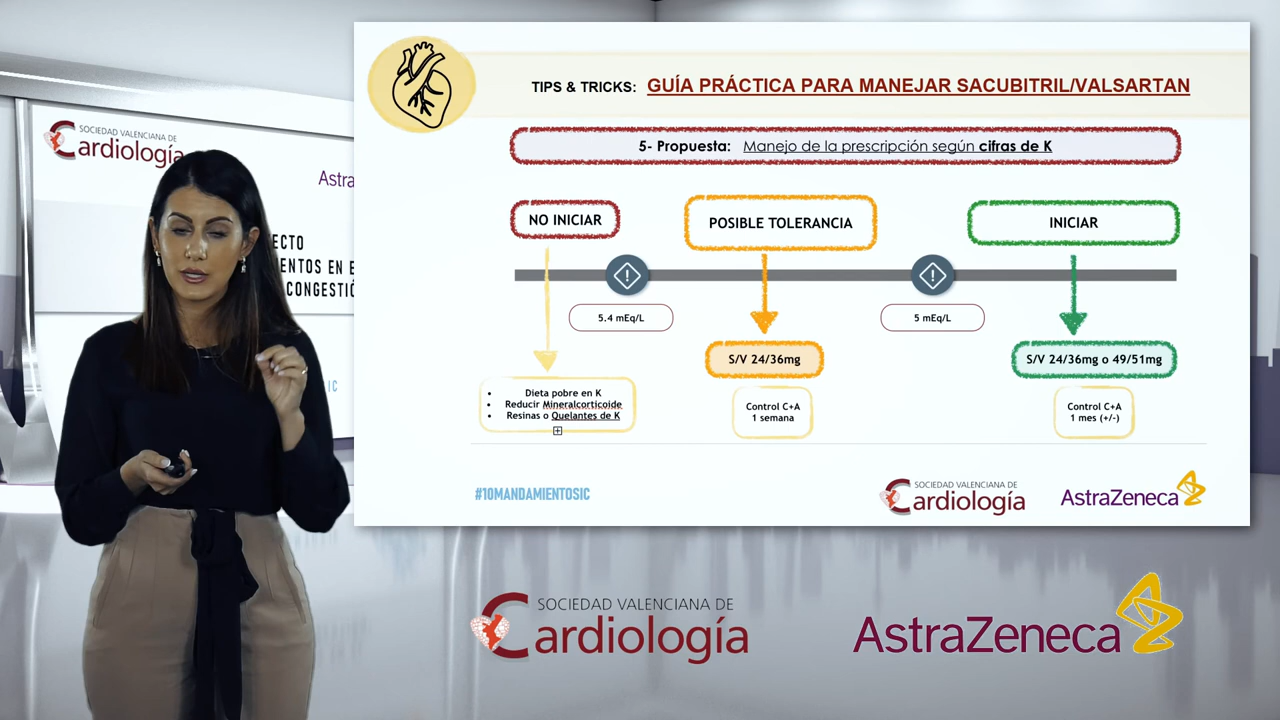 SOCIEDAD VALENCIANA DE
Cardiología
Astra
ECTO
ENTOS EN E
CONGESTIÓ
IC
TIPS & TRICKS: GUÍA PRÁCTICA PARA MANEJAR SACUBITRIL/VALSARTAN
5- Propuesta: Manejo de la prescripción según cifras de K
NO INICIAR
POSIBLE TOLERANCIA
INICIAR
5.4 mEq/L
5 mEq/L
S/V 24/36mg
S/V 24/36mg o 49/51mg
• Dieta pobre en K
• Reducir Mineralcorticoide
• Resinas o Quelantes de K
Control C+A
1 semana
Control C+A
1 mes (+/-)
#10MANDAMIENTOSIC
SOCIEDAD VALENCIANA DE
Cardiología
AstraZeneca
SOCIEDAD VALENCIANA DE
Cardiología
AstraZeneca